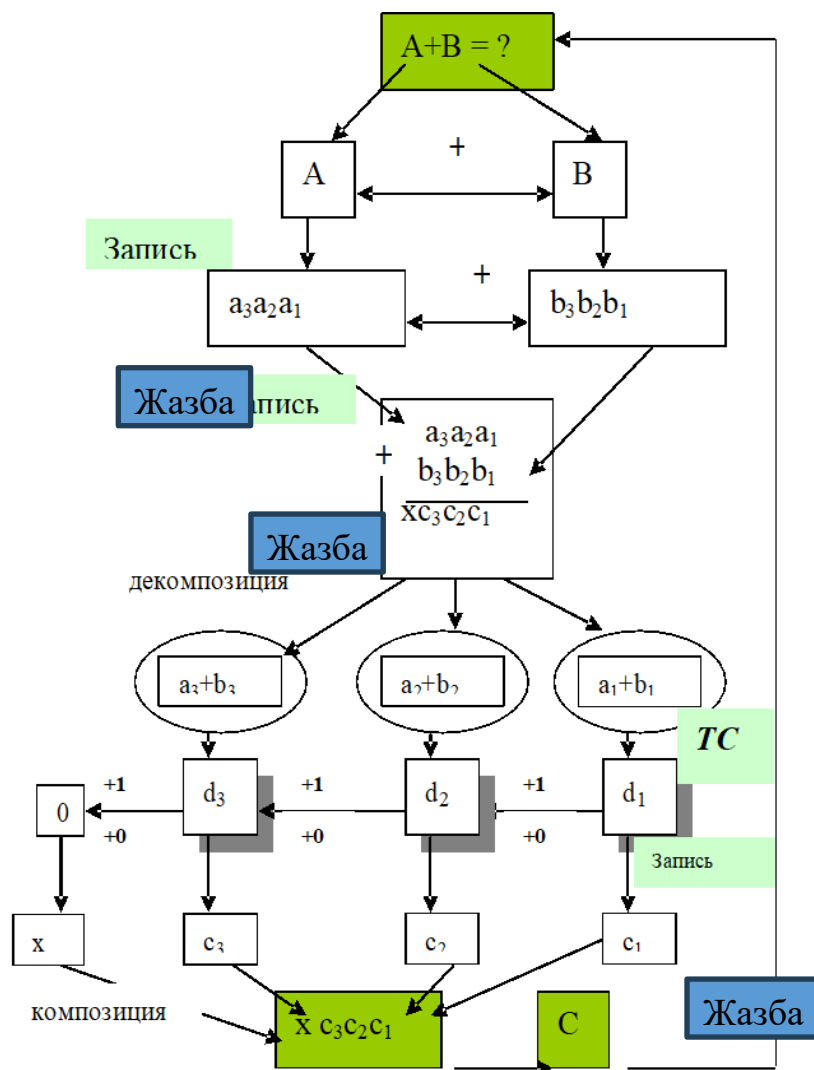 A+B = ?
+
A
B
Запись
+
a₃a₂a₁
b₃b₂b₁
Жазба
апись
a₃a₂a₁
+
b₃b₂b₁
xc₃c₂c₁
Жазба
декомпозиция
a₃+b₃
a₂+b₂
a₁+b₁
ТС
+1
+1
+1
0
d₃
d₂
d₁
+0
+0
+0
Запись
x
c₃
c₂
c₁
композиция
x c₃c₂c₁
C
Жазба